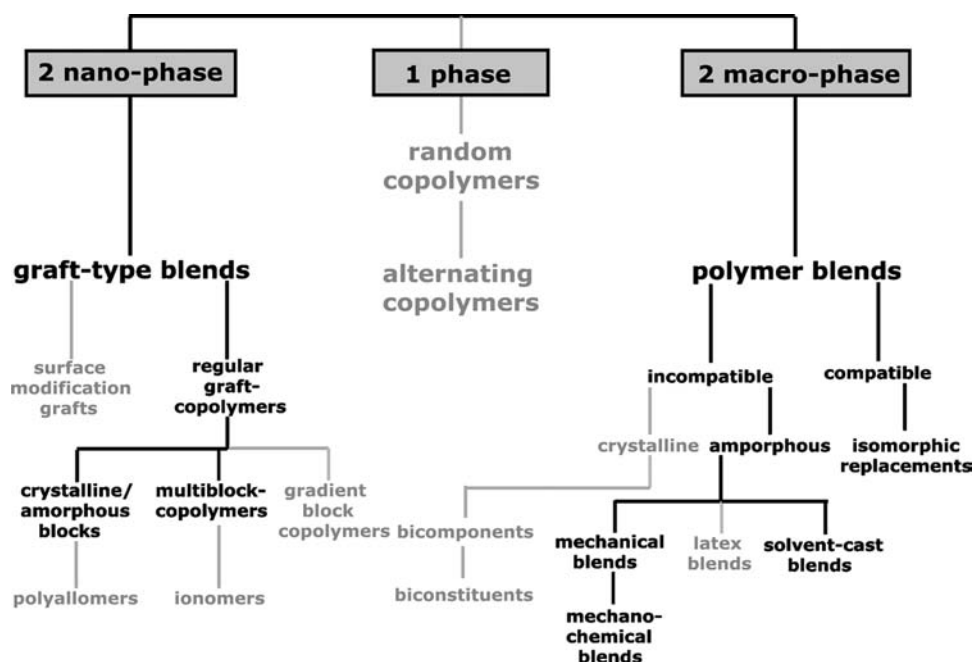 2 nano-phase
1 phase
2 macro-phase
random
copolymers
graft-type blends
alternating
copolymers
polymer blends
surface
modification
grafts
regular
graft-
copolymers
incompatible
compatible
crystalline
amporphous
isomorphic
replacements
crystalline/
amorphous
blocks
multiblock-
copolymers
gradient
block
copolymers
bicomponents
mechanical
blends
latex
blends
solvent-cast
blends
polyallomers
ionomers
biconstituents
mechano-
chemical
blends